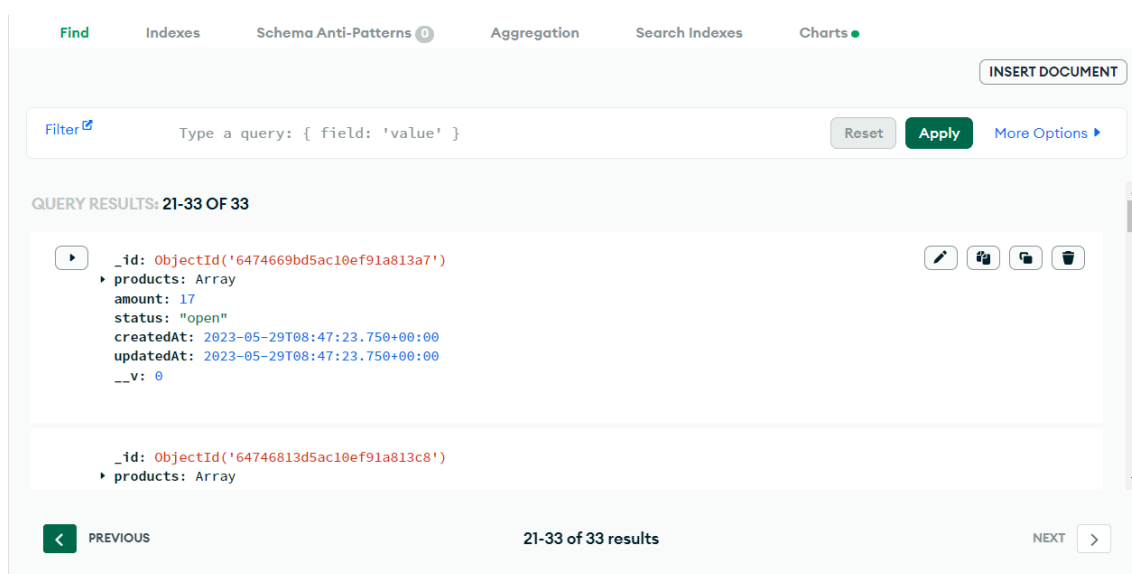 Find Indexes Schema Anti-Patterns 0 Aggregation Search Indexes Charts
INSERT DOCUMENT
Filter Type a query: { field: 'value' } Reset Apply More Options
QUERY RESULTS: 21-33 OF 33
_id: ObjectId('6474669bd5ac10ef91a813a7')
products: Array
amount: 17
status: "open"
createdAt: 2023-05-29T08:47:23.750+00:00
updatedAt: 2023-05-29T08:47:23.750+00:00
__v: 0
_id: ObjectId('64746813d5ac10ef91a813c8')
products: Array
PREVIOUS 21-33 of 33 results NEXT